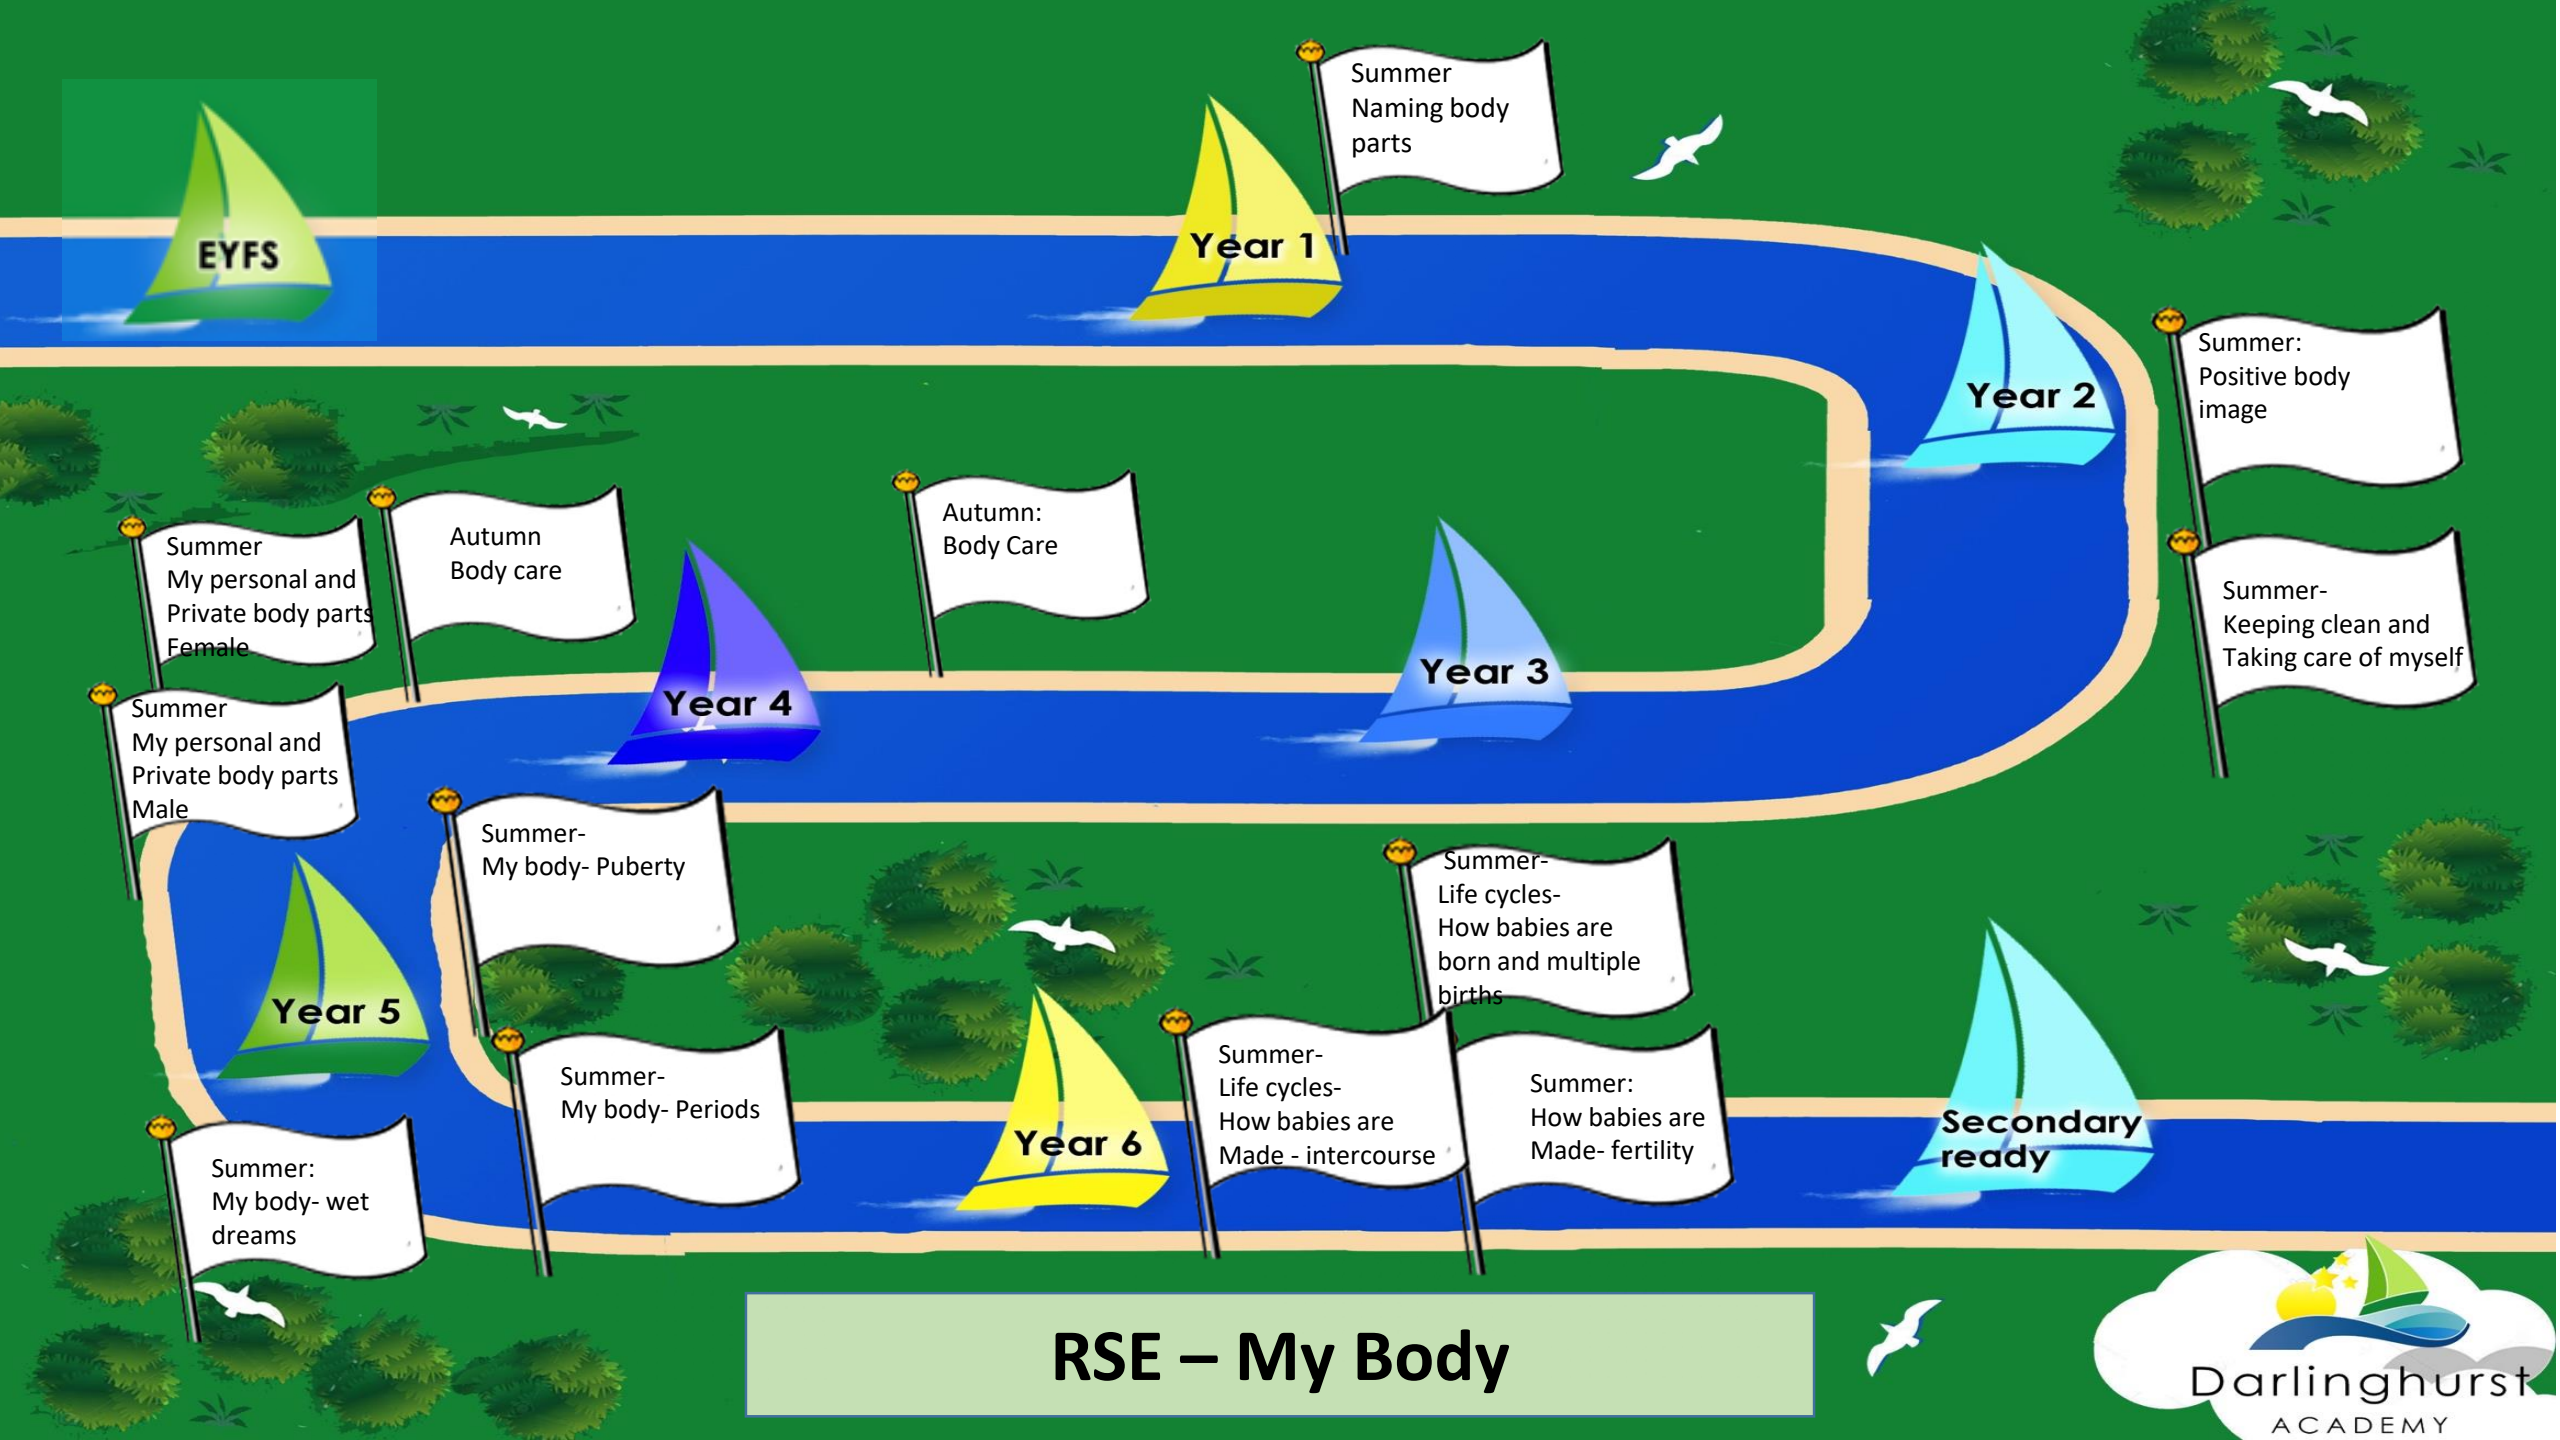 EYFS
Year 1
Summer
Naming body
parts
Year 2
Summer:
Positive body
image
Summer-
Keeping clean and
Taking care of myself
Year 3
Autumn:
Body Care
Year 4
Autumn
Body care
Summer
My personal and
Private body parts
Female
Summer
My personal and
Private body parts
Male
Year 5
Summer-
My body- Puberty
Summer-
My body- Periods
Summer:
My body- wet
dreams
Year 6
Summer-
Life cycles-
How babies are
born and multiple
births
Summer-
Life cycles-
How babies are
Made - intercourse
Summer:
How babies are
Made- fertility
Secondary
ready
RSE – My Body
Darlinghurst
ACADEMY